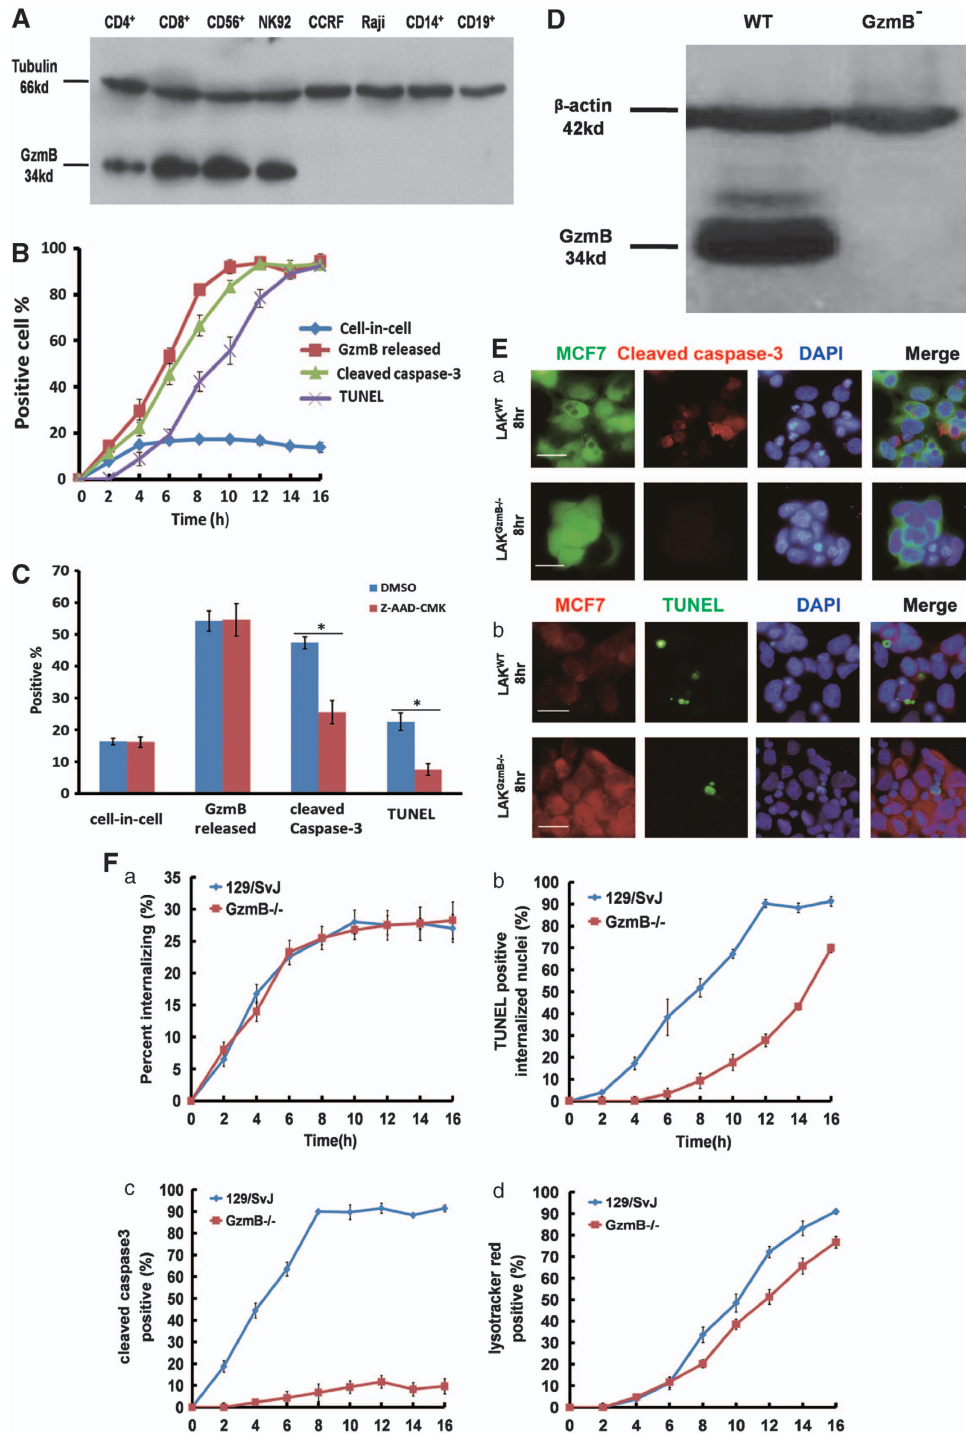 A
CD4+ CD8+ CD56+ NK92 CCRF Raji CD14+ CD19+
Tubulin
66kd
GzmB
34kd
B
Positive cell %
100
80
60
40
20
0
0 2 4 6 8 10 12 14 16
Time (h)
Cell-in-cell
GzmB released
Cleaved caspase-3
TUNEL
C
Positive %
70
60
50
40
30
20
10
0
DMSO
Z-AAD-CMK
*
*
cell-in-cell
GzmB
released
cleaved
Caspase-3
TUNEL
D
WT GzmB-
β-actin
42kd
GzmB
34kd
E
MCF7 Cleaved caspase-3 DAPI Merge
a
LAKWT
8hr
LAKGzmB-/-
8hr
MCF7 TUNEL DAPI Merge
b
LAKWT
8hr
LAKGzmB-/-
8hr
F
a
Percent internalizing (%)
35
30
25
20
15
10
5
0
129/SvJ
GzmB-/-
0 2 4 6 8 10 12 14 16
Time(h)
b
TUNEL positive
internalized nuclei (%)
100
90
80
70
60
50
40
30
20
10
0
129/SvJ
GzmB-/-
0 2 4 6 8 10 12 14 16
Time(h)
c
cleaved caspase3
positive (%)
100
90
80
70
60
50
40
30
20
10
0
129/SvJ
GzmB-/-
0 2 4 6 8 10 12 14 16
d
lysotracker red
positive (%)
100
90
80
70
60
50
40
30
20
10
0
129/SvJ
GzmB-/-
0 2 4 6 8 10 12 14 16